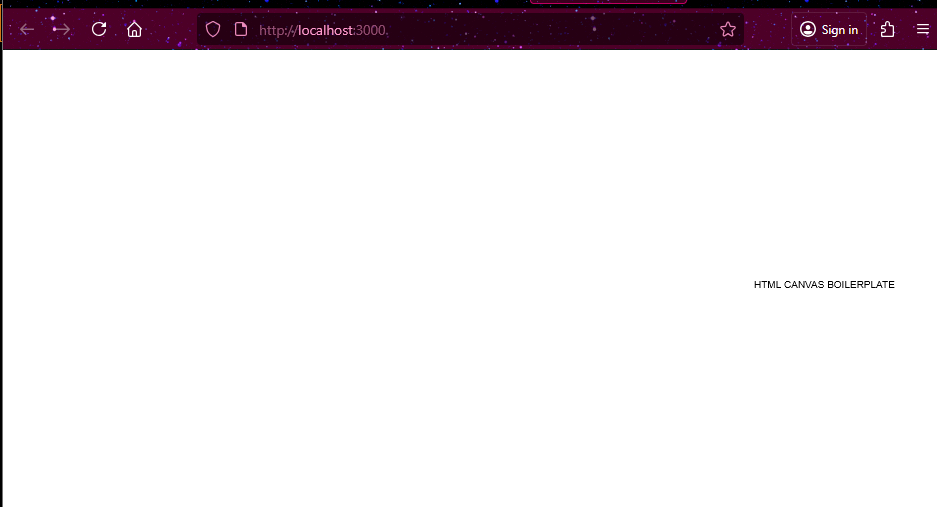 http://localhost:3000.
Sign in
HTML CANVAS BOILERPLATE